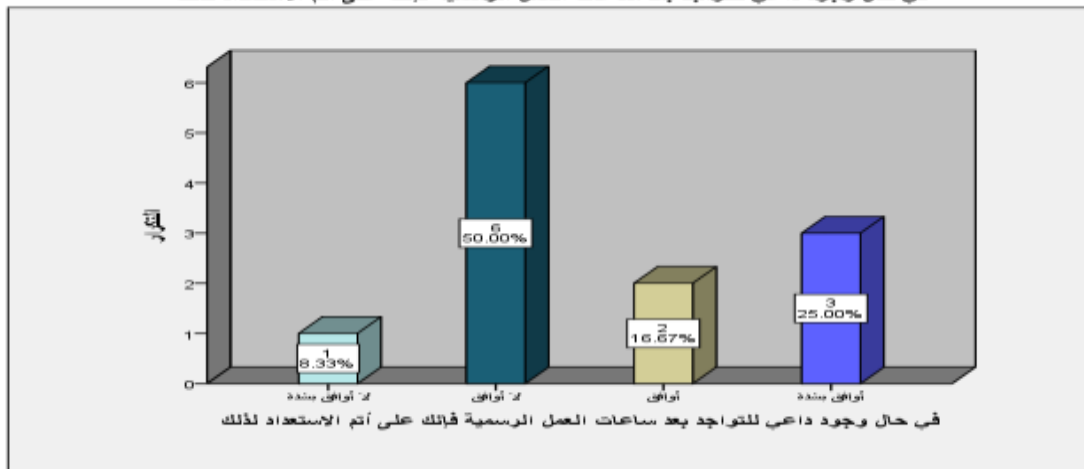 6
5
4
3
2
1
0
التكرار
1
8.33%
6
50.00%
2
16.67%
3
25.00%
لا أوافق بشدة
لا أوافق
أوافق
أوافق بشدة
في حال وجود داعي للتواجد بعد ساعات العمل الرسمية فإنك على أتم الاستعداد لذلك